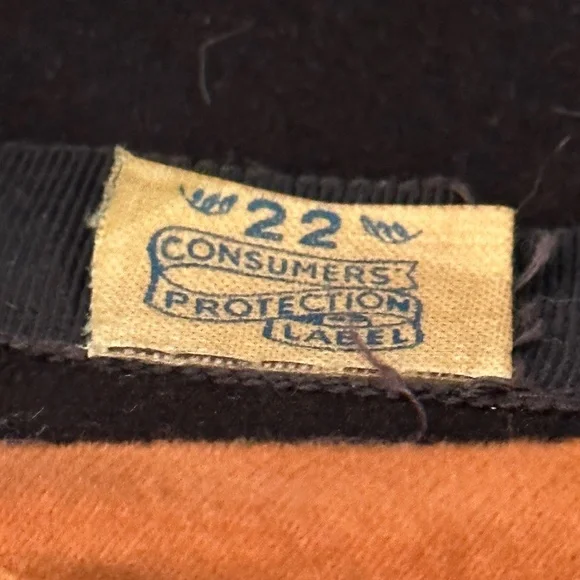 22
CONSUMERS'
PROTECTION
LABEL